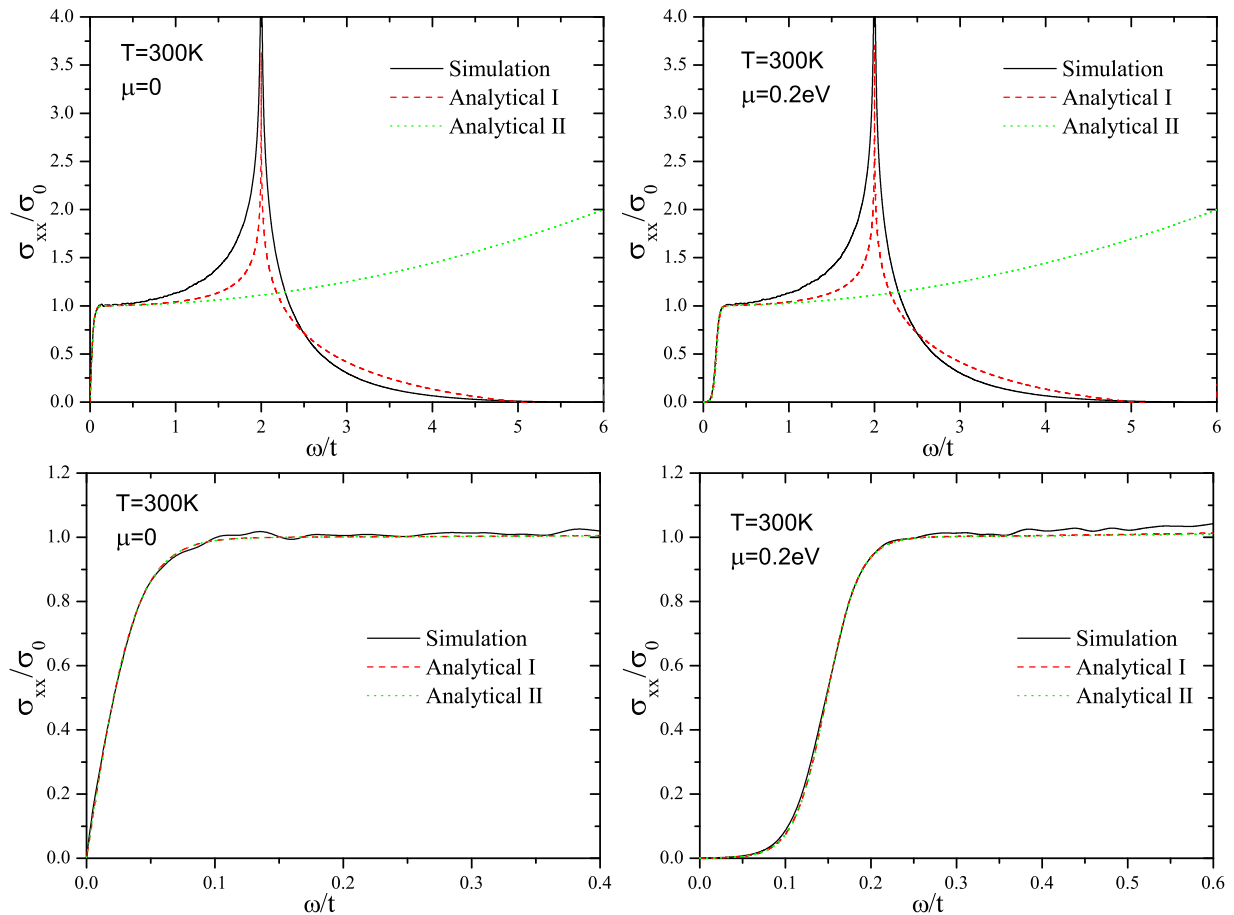 T=300K
μ=0
Simulation
Analytical I
Analytical II
4.0
3.5
3.0
2.5
2.0
1.5
1.0
0.5
0.0
σxx/σ0
0 1 2 3 4 5 6
ω/t
T=300K
μ=0.2eV
Simulation
Analytical I
Analytical II
4.0
3.5
3.0
2.5
2.0
1.5
1.0
0.5
0.0
σxx/σ0
0 1 2 3 4 5 6
ω/t
T=300K
μ=0
Simulation
Analytical I
Analytical II
1.2
1.0
0.8
0.6
0.4
0.2
0.0
σxx/σ0
0.0 0.1 0.2 0.3 0.4
ω/t
T=300K
μ=0.2eV
Simulation
Analytical I
Analytical II
1.2
1.0
0.8
0.6
0.4
0.2
0.0
σxx/σ0
0.0 0.1 0.2 0.3 0.4 0.5 0.6
ω/t